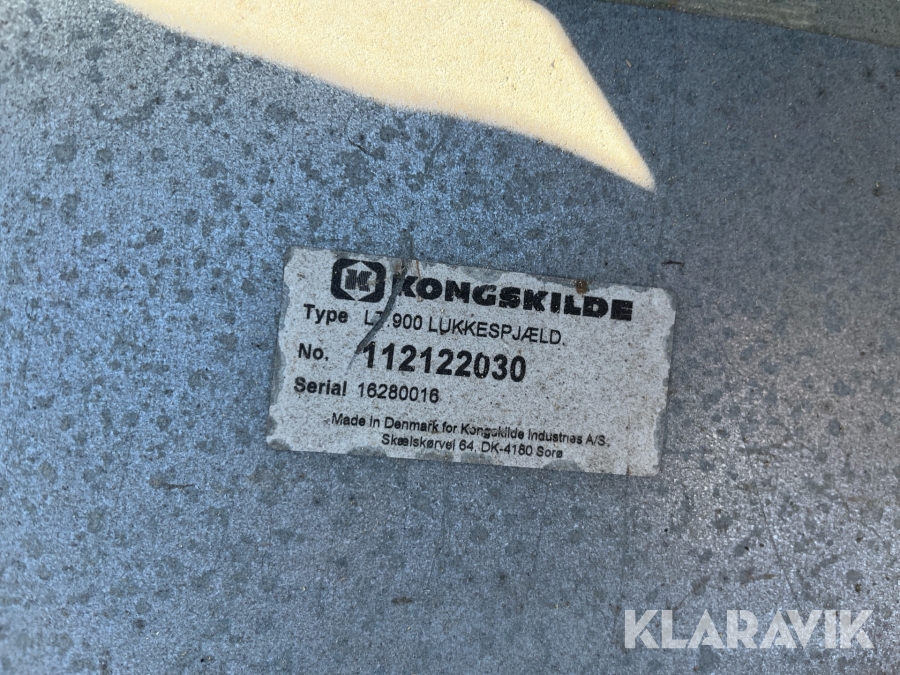 KONGSKILDE
Type 900 LUKKESPJÆLD.
No. 112122030
Serial 16280016
Made in Denmark for Kongskilde Industries A/S.
Skælskørvej 64, DK-4180 Sorø
KLARAVIK